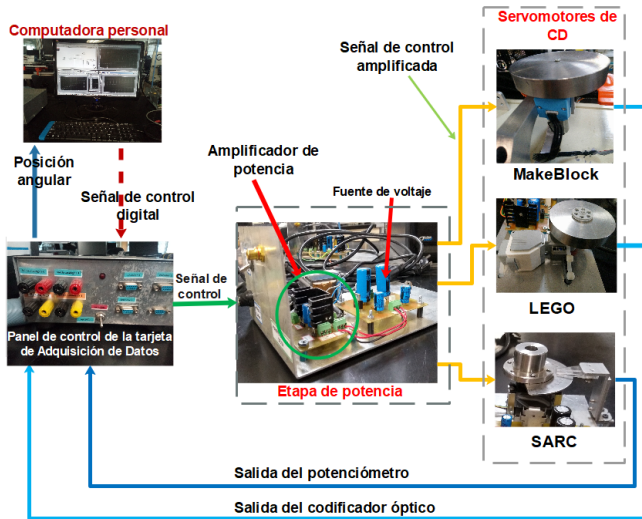 Computadora personal
Señal de control
amplificada
Servomotores de
CD
Posición
angular
Señal de control
digital
Amplificador de
potencia
Fuente de voltaje
MakeBlock
Señal de
control
LEGO
Panel de control de la tarjeta
de Adquisición de Datos
Etapa de potencia
SARC
Salida del potenciómetro
Salida del codificador óptico